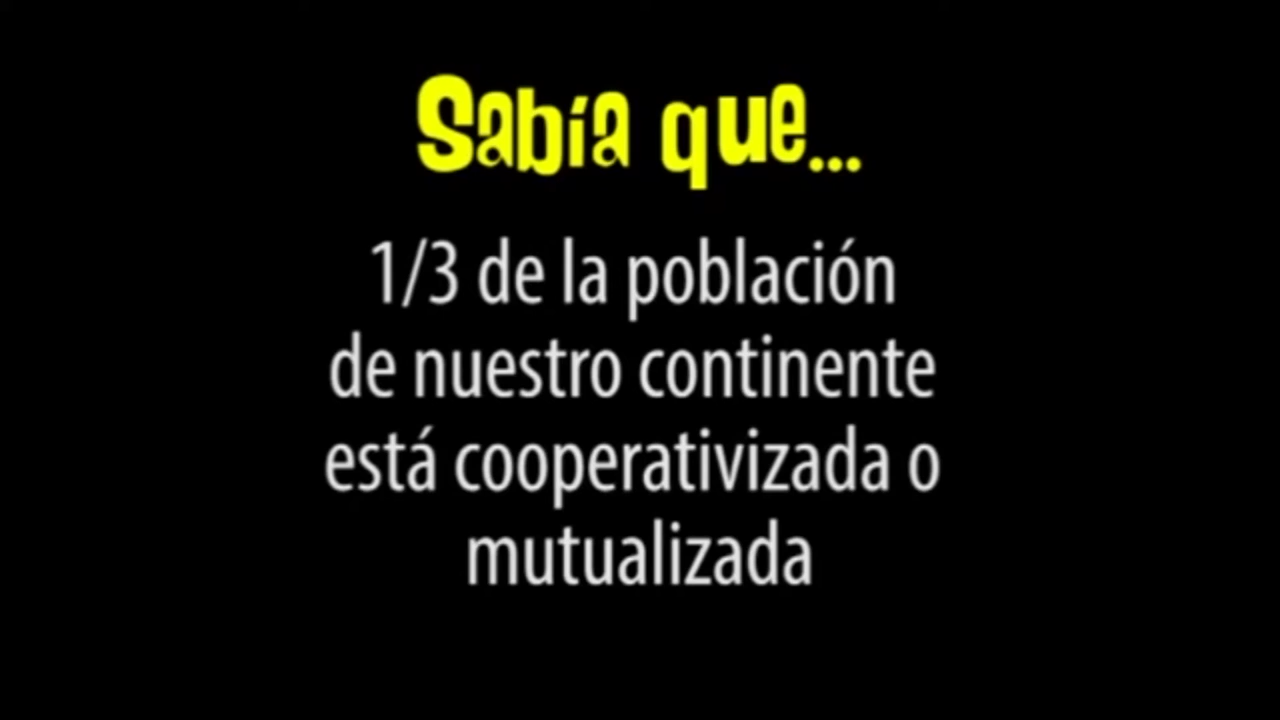 Sabía que...
1/3 de la población
de nuestro continente
está cooperativizada o
mutualizada